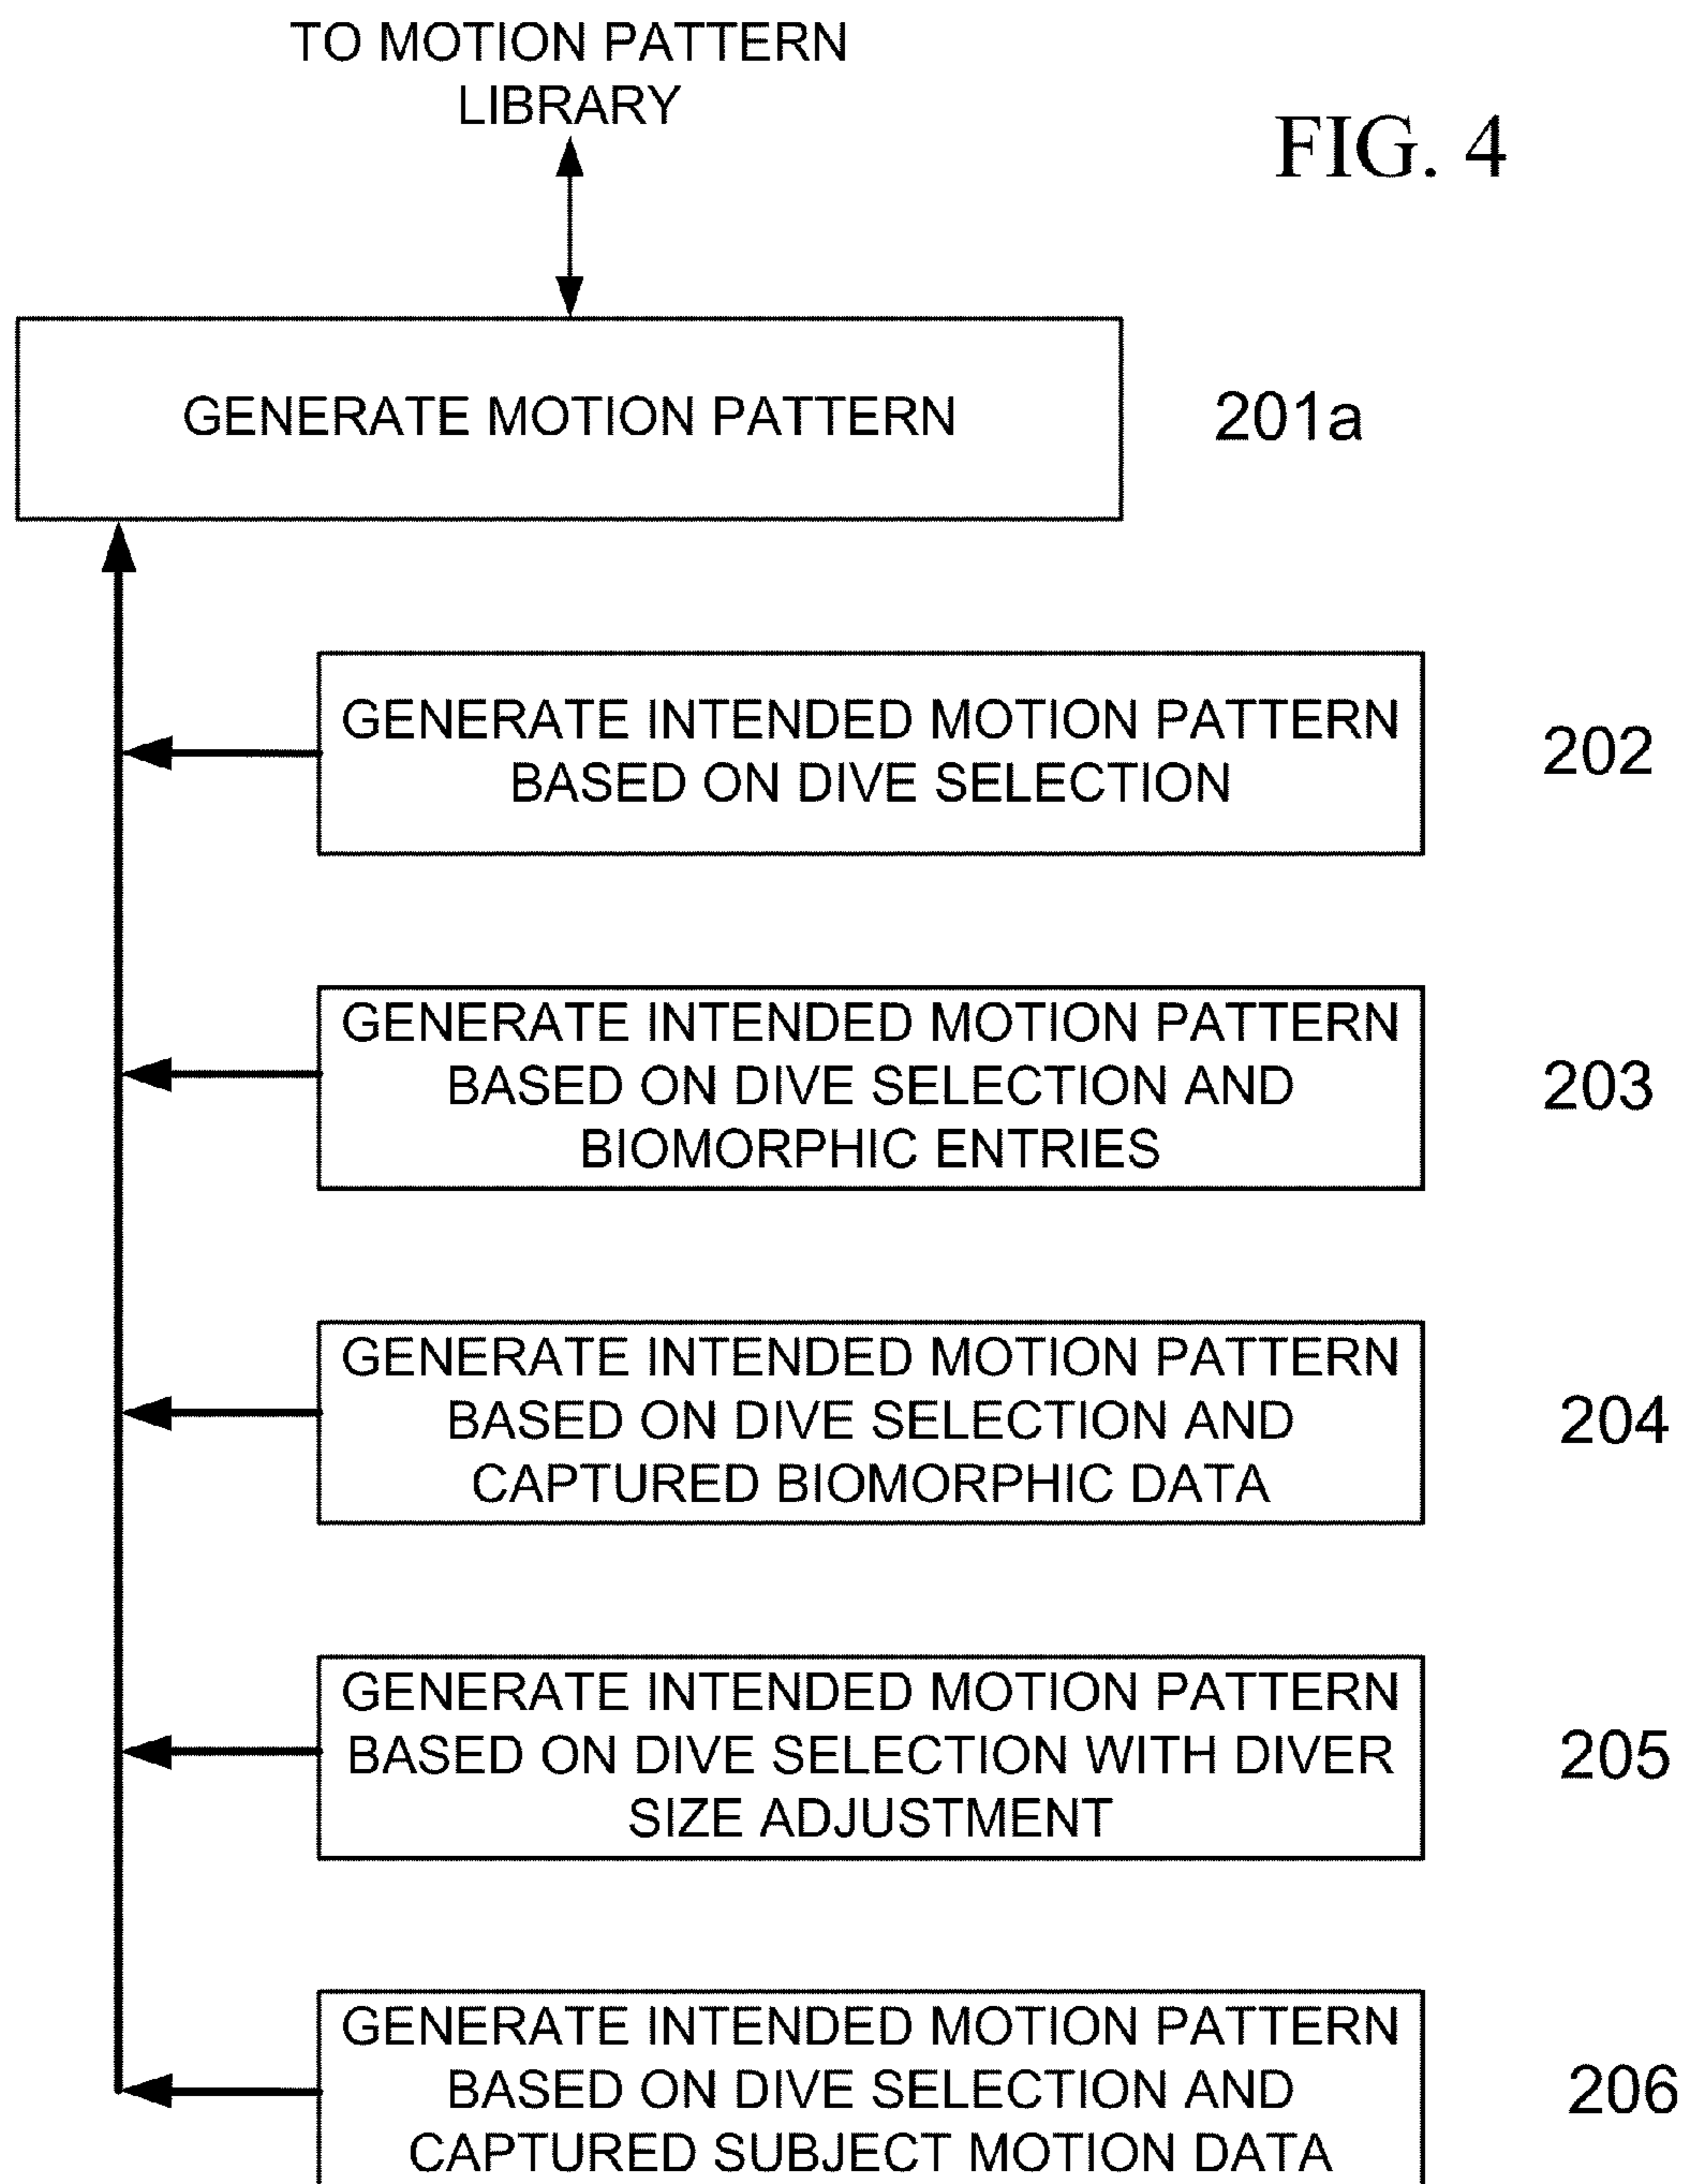 TO MOTION PATTERN
LIBRARY
FIG. 4
GENERATE MOTION PATTERN
201a
GENERATE INTENDED MOTION PATTERN
BASED ON DIVE SELECTION
202
GENERATE INTENDED MOTION PATTERN
BASED ON DIVE SELECTION AND
BIOMORPHIC ENTRIES
203
GENERATE INTENDED MOTION PATTERN
BASED ON DIVE SELECTION AND
CAPTURED BIOMORPHIC DATA
204
GENERATE INTENDED MOTION PATTERN
BASED ON DIVE SELECTION WITH DIVER
SIZE ADJUSTMENT
205
GENERATE INTENDED MOTION PATTERN
BASED ON DIVE SELECTION AND
CAPTURED SUBJECT MOTION DATA
206